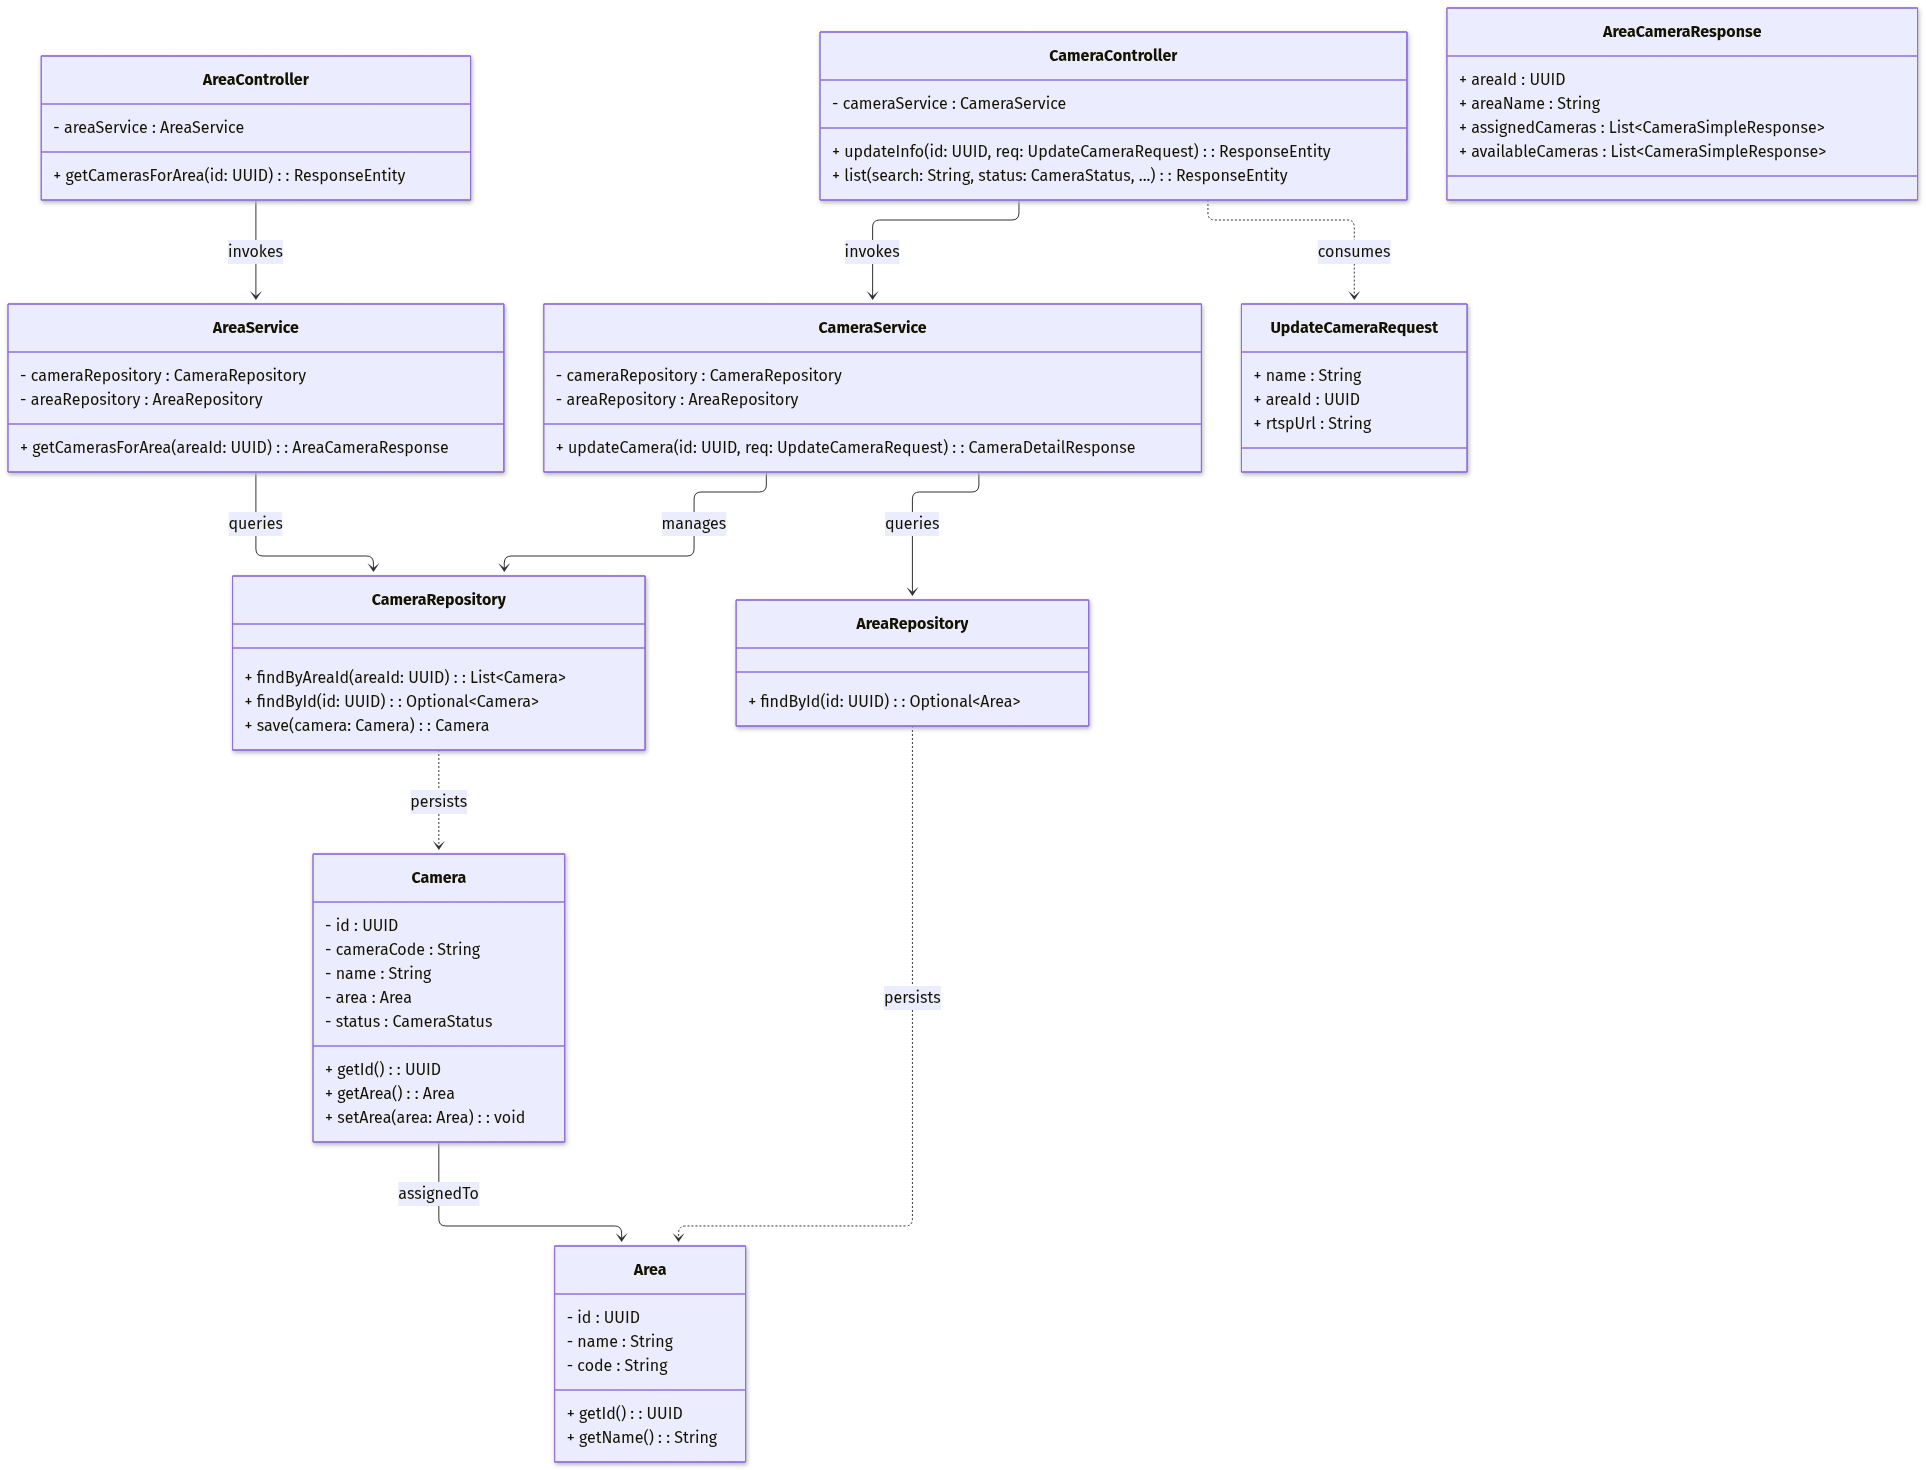 AreaController
- areaService : AreaService
+ getCamerasForArea(id: UUID) : : ResponseEntity
CameraController
- cameraService : CameraService
+ updateInfo(id: UUID, req: UpdateCameraRequest) : : ResponseEntity
+ list(search: String, status: CameraStatus, ...) : : ResponseEntity
AreaCameraResponse
+ areaId : UUID
+ areaName : String
+ assignedCameras : List<CameraSimpleResponse>
+ availableCameras : List<CameraSimpleResponse>
invokes
invokes
consumes
AreaService
- cameraRepository : CameraRepository
- areaRepository : AreaRepository
+ getCamerasForArea(areaId: UUID) : : AreaCameraResponse
CameraService
- cameraRepository : CameraRepository
- areaRepository : AreaRepository
+ updateCamera(id: UUID, req: UpdateCameraRequest) : : CameraDetailResponse
UpdateCameraRequest
+ name : String
+ areaId : UUID
+ rtspUrl : String
queries
manages
queries
CameraRepository
+ findByAreaId(areaId: UUID) : : List<Camera>
+ findById(id: UUID) : : Optional<Camera>
+ save(camera: Camera) : : Camera
AreaRepository
+ findById(id: UUID) : : Optional<Area>
persists
Camera
- id : UUID
- cameraCode : String
- name : String
- area : Area
- status : CameraStatus
+ getId() : : UUID
+ getArea() : : Area
+ setArea(area: Area) : : void
persists
assignedTo
Area
- id : UUID
- name : String
- code : String
+ getId() : : UUID
+ getName() : : String